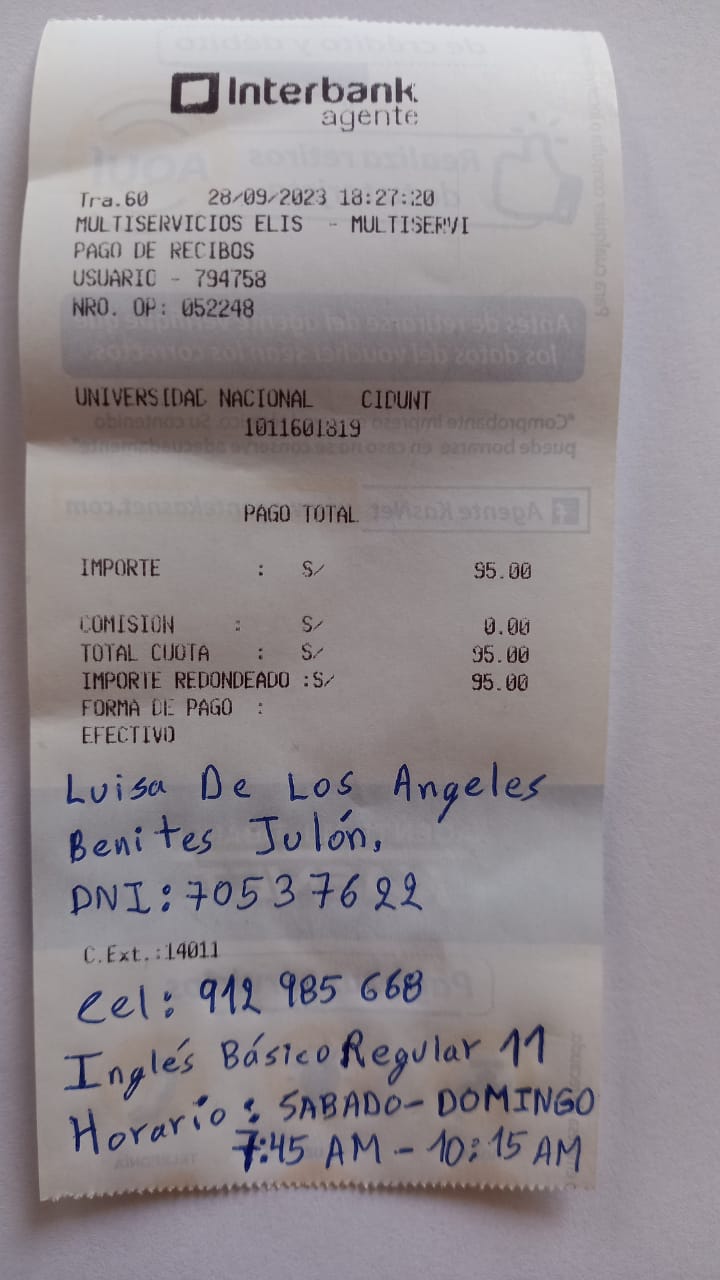 Interbank
agente
Tra.60 28/09/2023 18:27:20
MULTISERVICIOS ELIS - MULTISERVI
PAGO DE RECIBOS
USUARIO - 794758
NRO. OP: 052248
UNIVERSIDAD NACIONAL CIDUNT
1011601819
PAGO TOTAL
IMPORTE : S/ 95.00
COMISION : S/ 0.00
TOTAL CUOTA : S/ 95.00
IMPORTE REDONDEADO :S/ 95.00
FORMA DE PAGO :
EFECTIVO
Luisa De Los Angeles
Benites Julón,
DNI: 70537622
C.Ext.:14011
Cel: 912 985 668
Inglés Básico Regular 11
Horario: SABADO-DOMINGO
7:45 AM - 10:15 AM